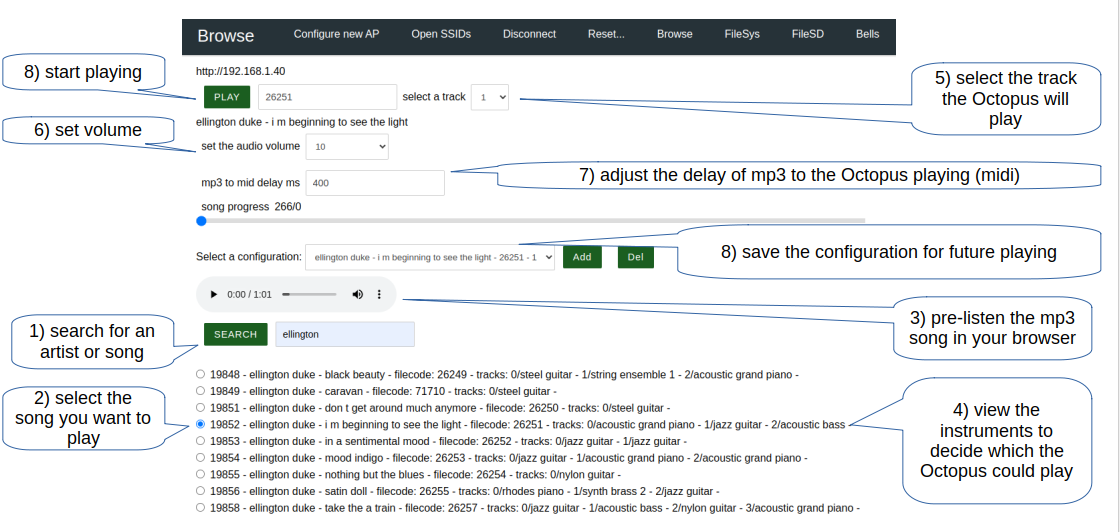 Browse Configure new AP Open SSIDs Disconnect Reset... Browse FileSys FileSD Bells
http://192.168.1.40
8) start playing
PLAY 26251 select a track 1
5) select the track
the Octopus will
play
ellington duke - i m beginning to see the light
6) set volume
set the audio volume 10
mp3 to mid delay ms 400
7) adjust the delay of mp3 to the Octopus playing (midi)
song progress 266/0
Select a configuration: ellington duke - i m beginning to see the light - 26251 - 1 Add Del
8) save the configuration for future playing
0:00 / 1:01
3) pre-listen the mp3
song in your browser
1) search for an
artist or song
SEARCH ellington
19848 - ellington duke - black beauty - filecode: 26249 - tracks: 0/steel guitar - 1/string ensemble 1 - 2/acoustic grand piano -
19849 - ellington duke - caravan - filecode: 71710 - tracks: 0/steel guitar -
2) select the
song you want to
play
19851 - ellington duke - don t get around much anymore - filecode: 26250 - tracks: 0/steel guitar -
19852 - ellington duke - i m beginning to see the light - filecode: 26251 - tracks: 0/acoustic grand piano - 1/jazz guitar - 2/acoustic bass
4) view the
instruments to
decide which the
Octopus could play
19853 - ellington duke - in a sentimental mood - filecode: 26252 - tracks: 0/jazz guitar - 1/jazz guitar -
19854 - ellington duke - mood indigo - filecode: 26253 - tracks: 0/jazz guitar - 1/acoustic grand piano - 2/acoustic grand piano -
19855 - ellington duke - nothing but the blues - filecode: 26254 - tracks: 0/nylon guitar -
19856 - ellington duke - satin doll - filecode: 26255 - tracks: 0/rhodes piano - 1/synth brass 2 - 2/jazz guitar -
19858 - ellington duke - take the a train - filecode: 26257 - tracks: 0/jazz guitar - 1/acoustic bass - 2/nylon guitar - 3/acoustic grand piano -